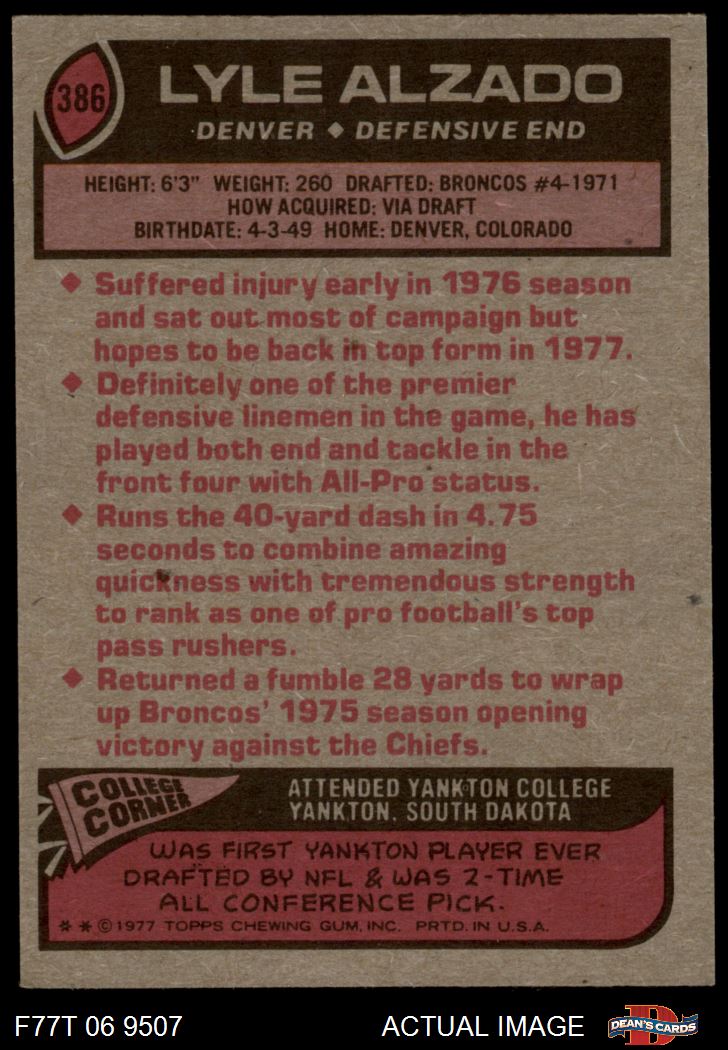 386
LYLE ALZADO
DENVER ◆ DEFENSIVE END
HEIGHT: 6'3" WEIGHT: 260 DRAFTED: BRONCOS #4-1971
HOW ACQUIRED: VIA DRAFT
BIRTHDATE: 4-3-49 HOME: DENVER, COLORADO
◆ Suffered injury early in 1976 season
and sat out most of campaign but
hopes to be back in top form in 1977.
◆ Definitely one of the premier
defensive linemen in the game, he has
played both end and tackle in the
front four with All-Pro status.
◆ Runs the 40-yard dash in 4.75
seconds to combine amazing
quickness with tremendous strength
to rank as one of pro football's top
pass rushers.
◆ Returned a fumble 28 yards to wrap
up Broncos' 1975 season opening
victory against the Chiefs.
COLLEGE
CORNER
ATTENDED YANKTON COLLEGE
YANKTON, SOUTH DAKOTA
WAS FIRST YANKTON PLAYER EVER
DRAFTED BY NFL & WAS 2-TIME
ALL CONFERENCE PICK.
* * © 1977 TOPPS CHEWING GUM, INC. PRTD. IN U.S.A.
F77T 06 9507
ACTUAL IMAGE
D
DEAN'S CARDS